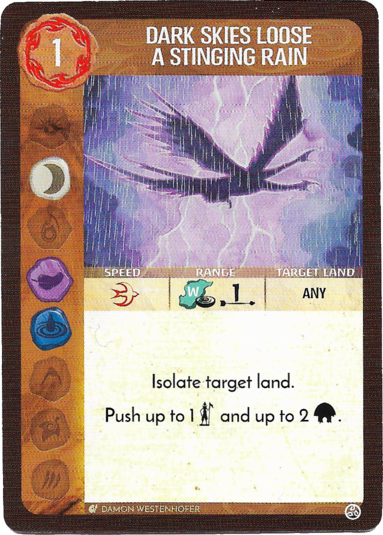 1
DARK SKIES LOOSE
A STINGING RAIN
SPEED RANGE TARGET LAND
W 1 ANY
Isolate target land.
Push up to 1 and up to 2 .
DAMON WESTENHOFER